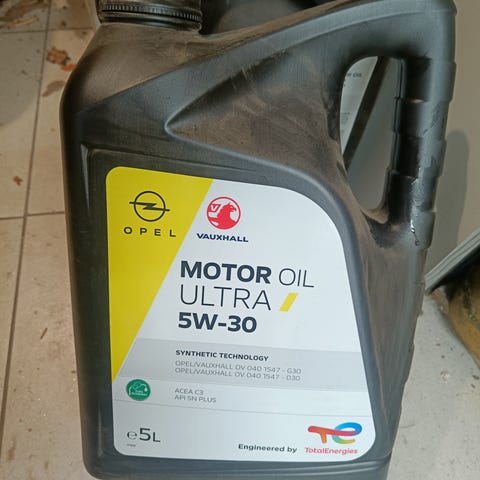 OPEL
VAUXHALL
MOTOR OIL
ULTRA
5W-30
SYNTHETIC TECHNOLOGY
OPEL/VAUXHALL OV 040 1547 - G30
OPEL/VAUXHALL OV 040 1547 - D30
ACEA C3
API SN PLUS
℮5L
Engineered by
TotalEnergies
OIL